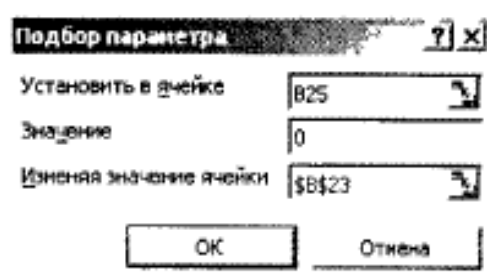 Подбор параметра ? ×
Установить в ячейке B25
Значение 0
Изменяя значение ячейки $B$23
ОК Отмена